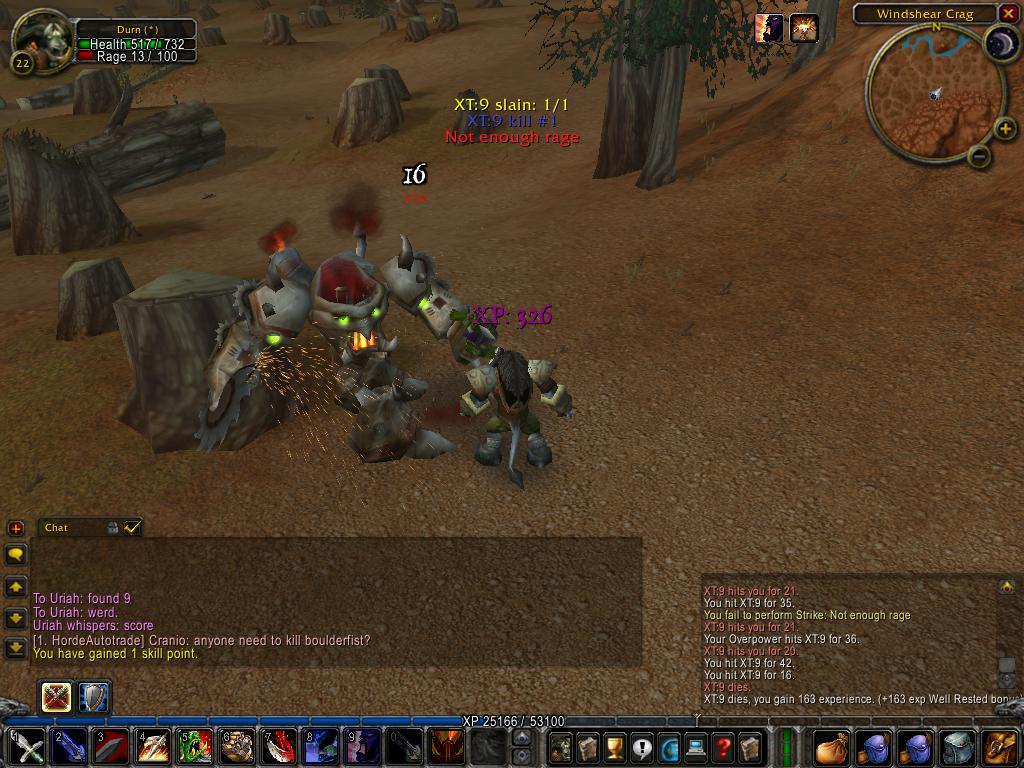 Durn (*)
Health 517 / 732
Rage 13 / 100
22
Windshear Crag
N
XT:9 slain: 1/1
XT:9 kill #1
Not enough rage
16
XP: 326
Chat
To Uriah: found 9
To Uriah: werd.
Uriah whispers: score
[1. HordeAutotrade] Cranio: anyone need to kill boulderfist?
You have gained 1 skill point.
XT:9 hits you for 21.
You hit XT:9 for 35.
You fail to perform Strike: Not enough rage
XT:9 hits you for 21.
Your Overpower hits XT:9 for 36.
XT:9 hits you for 20.
You hit XT:9 for 42.
You hit XT:9 for 16.
XT:9 dies.
XT:9 dies, you gain 163 experience. (+163 exp Well Rested bonu
XP 25166 / 53100
1 2 3 4 5 6 7 8 9 0